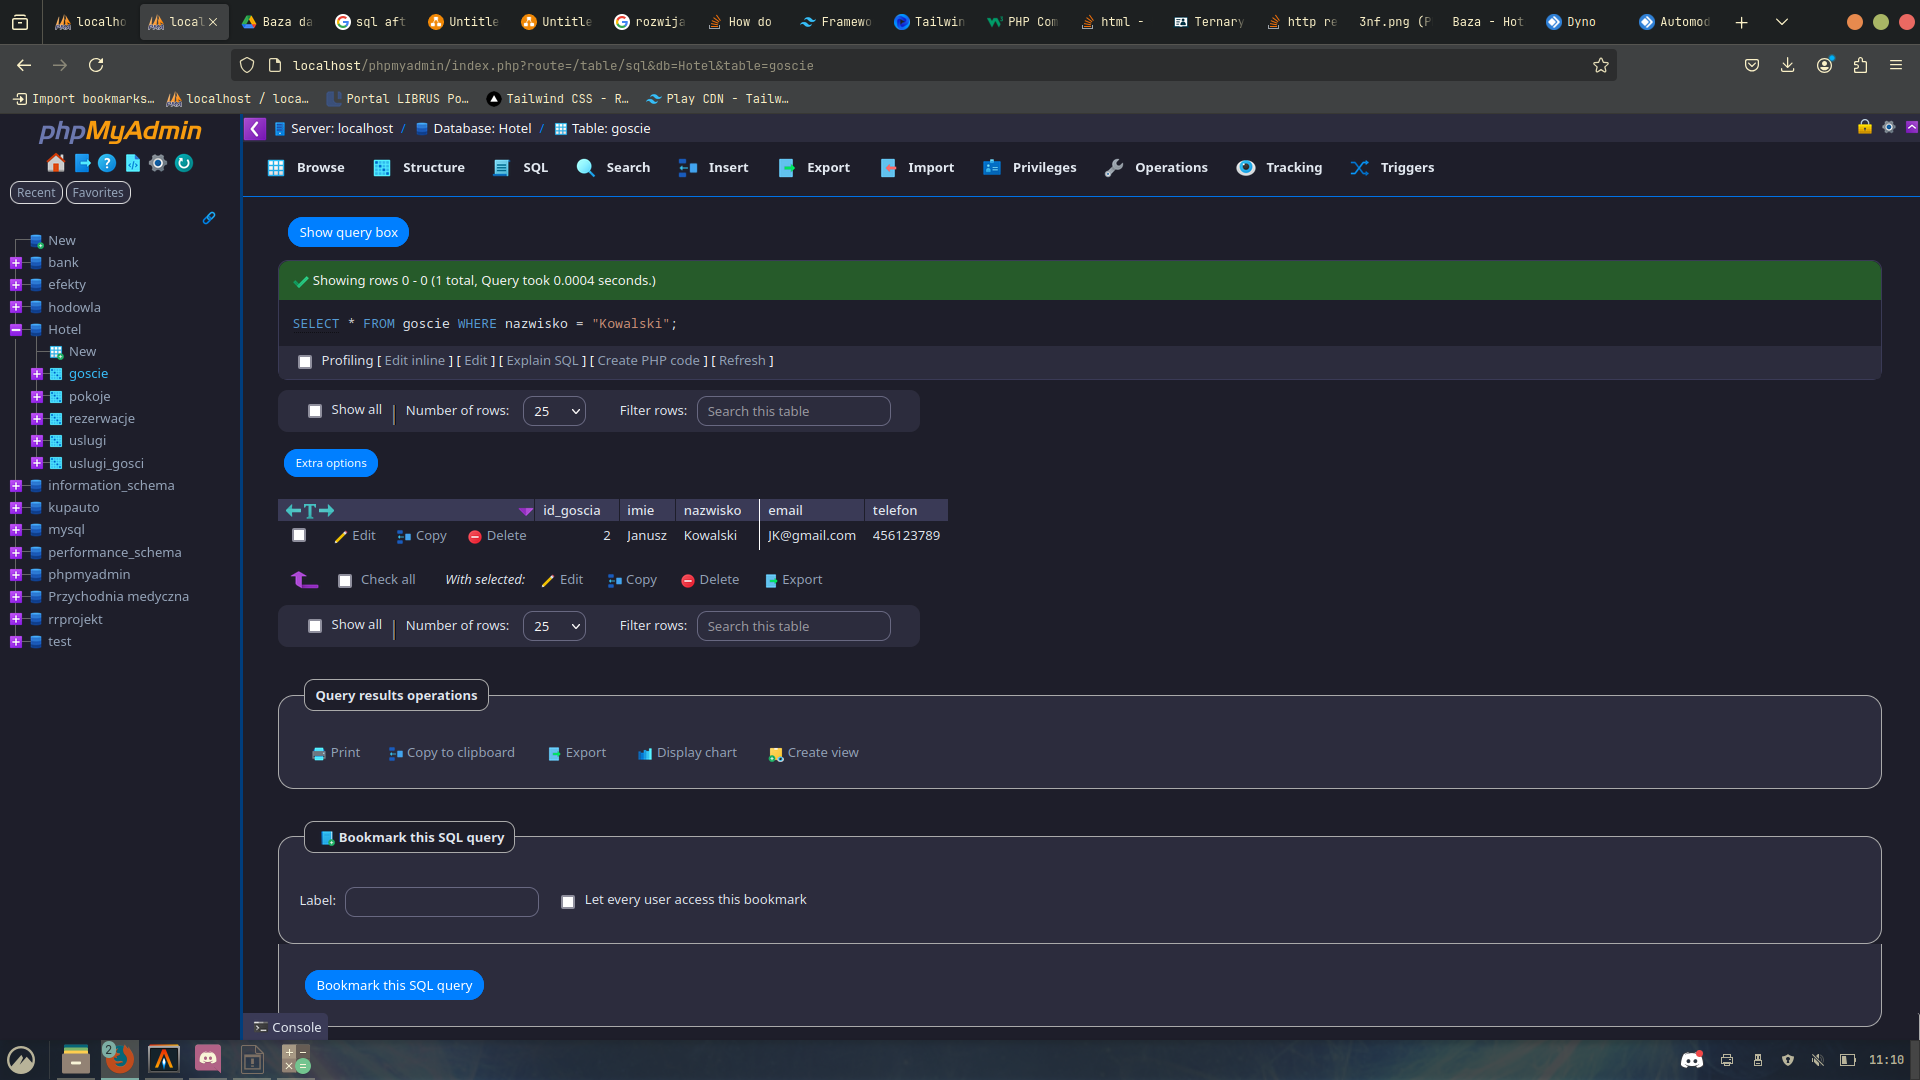 localho
local
Baza da
sql aft
Untitle
Untitle
rozwija
How do
Framewo
Tailwin
PHP Com
html -
Ternary
http re
3nf.png (P
Baza - Hot
Dyno
Automod
localhost/phpmyadmin/index.php?route=/table/sql&db=Hotel&table=goscie
Import bookmarks…
localhost / loca…
Portal LIBRUS Po…
Tailwind CSS - R…
Play CDN - Tailw…
phpMyAdmin
Recent
Favorites
New
bank
efekty
hodowla
Hotel
New
goscie
pokoje
rezerwacje
uslugi
uslugi_gosci
information_schema
kupauto
mysql
performance_schema
phpmyadmin
Przychodnia medyczna
rrprojekt
test
Server: localhost / Database: Hotel / Table: goscie
Browse Structure SQL Search Insert Export Import Privileges Operations Tracking Triggers
Show query box
Showing rows 0 - 0 (1 total, Query took 0.0004 seconds.)
SELECT * FROM goscie WHERE nazwisko = "Kowalski";
Profiling [ Edit inline ] [ Edit ] [ Explain SQL ] [ Create PHP code ] [ Refresh ]
Show all Number of rows: 25 Filter rows: Search this table
Extra options
←T→ id_goscia imie nazwisko email telefon
Edit Copy Delete 2 Janusz Kowalski JK@gmail.com 456123789
Check all With selected: Edit Copy Delete Export
Show all Number of rows: 25 Filter rows: Search this table
Query results operations
Print Copy to clipboard Export Display chart Create view
Bookmark this SQL query
Label: Let every user access this bookmark
Bookmark this SQL query
Console
2
11:10